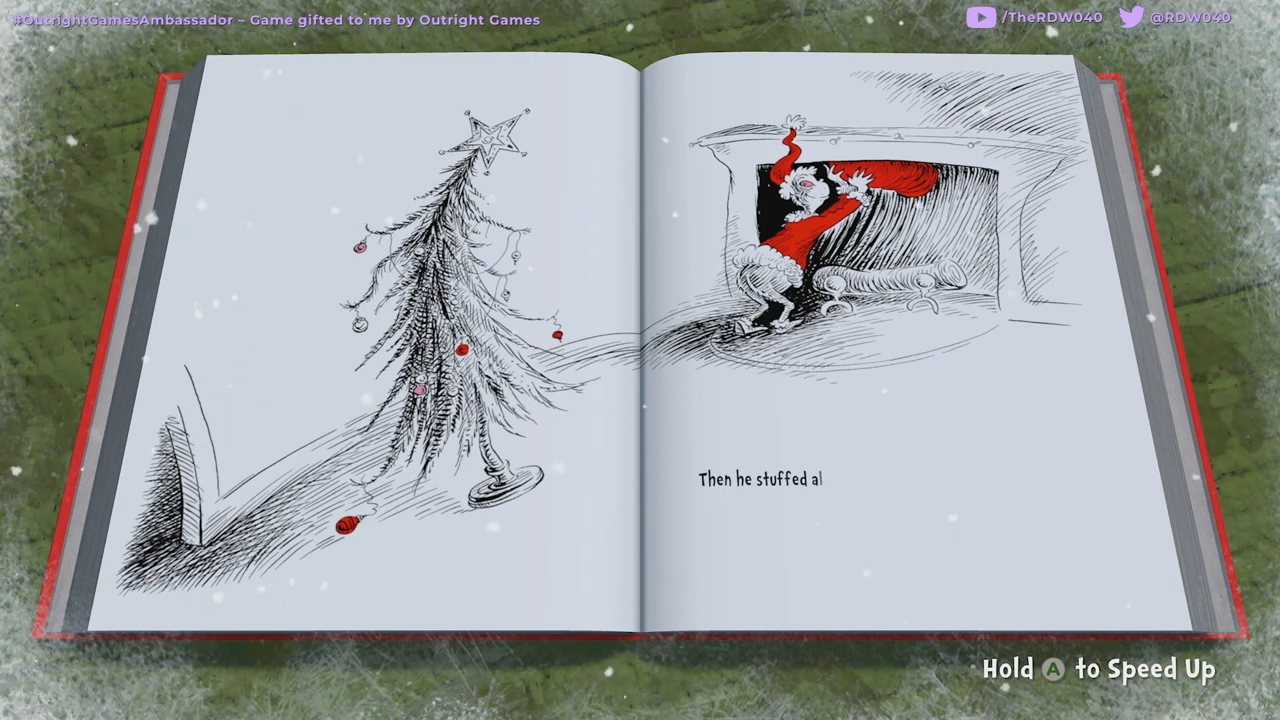 #OutrightGamesAmbassador – Game gifted to me by Outright Games
/TheRDW040 @RDW040
Then he stuffed al
Hold A to Speed Up